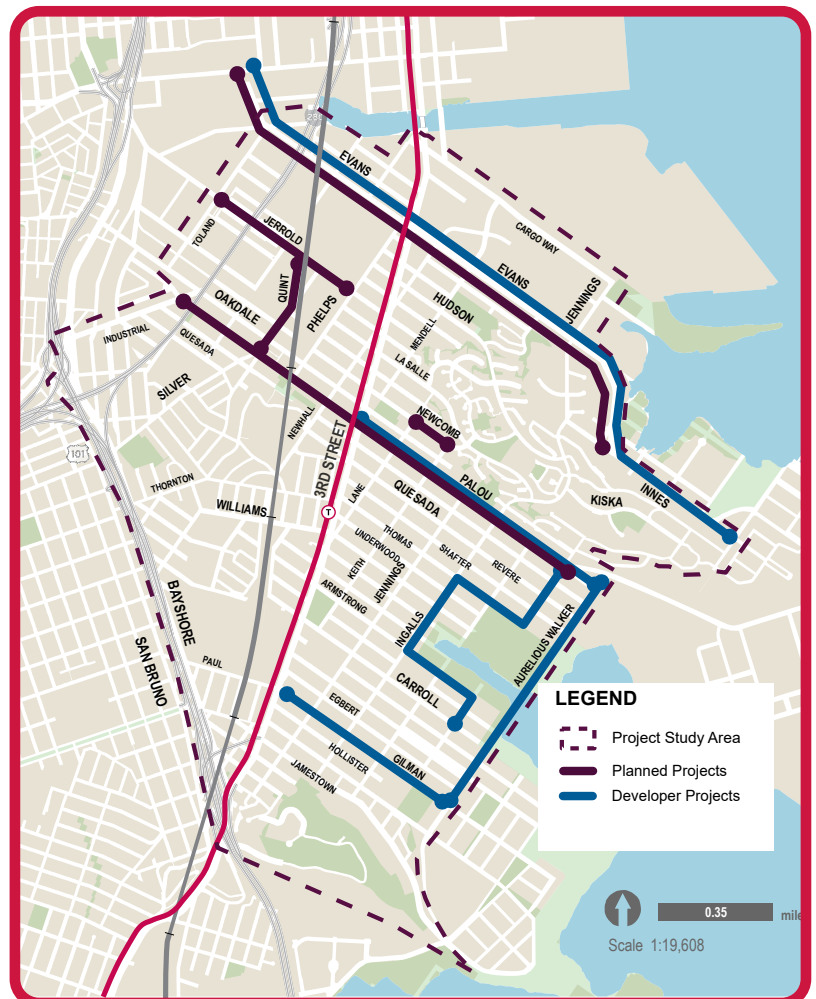 280
EVANS
CARGO WAY
TOLAND
JERROLD
EVANS
QUINT
JENNINGS
OAKDALE
PHELPS
HUDSON
INDUSTRIAL
QUESADA
MENDELL
LA SALLE
SILVER
NEWHALL
NEWCOMB
101
3RD STREET
THORNTON
QUESADA
PALOU
LANE
KISKA
INNES
WILLIAMS
T
THOMAS
UNDERWOOD
SHAFTER
REVERE
KEITH
JENNINGS
ARMSTRONG
BAYSHORE
INGALLS
AURELIOUS WALKER
SAN BRUNO
PAUL
CARROLL
EGBERT
HOLLISTER
GILMAN
JAMESTOWN
LEGEND
Project Study Area
Planned Projects
Developer Projects
0.35
mile
Scale 1:19,608